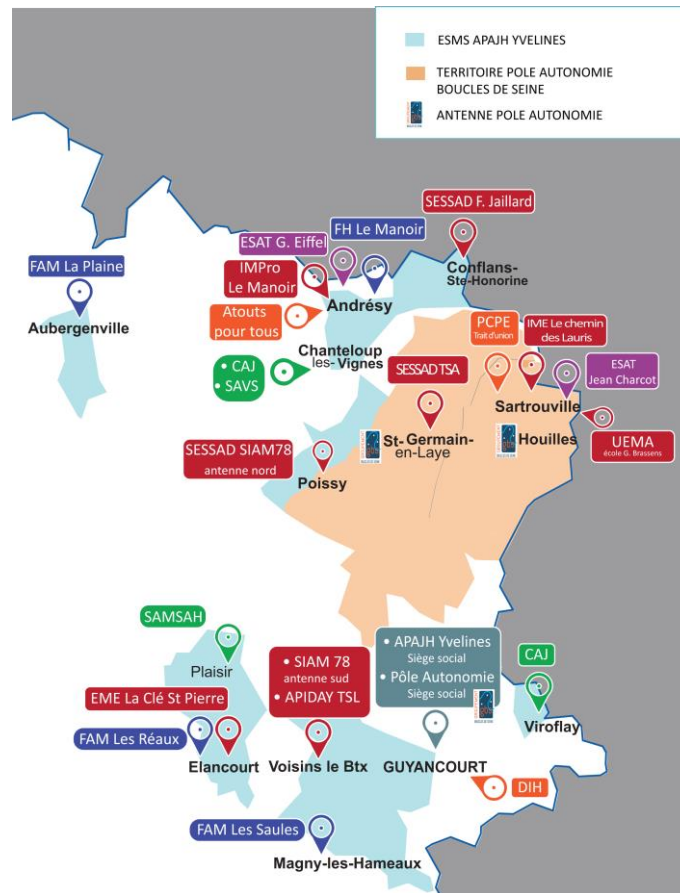 ESMS APAJH YVELINES
TERRITOIRE POLE AUTONOMIE
BOUCLES DE SEINE
ANTENNE POLE AUTONOMIE
SESSAD F. Jaillard
FH Le Manoir
ESAT G. Eiffel
FAM La Plaine
IMPro
Le Manoir
Conflans-
Ste-Honorine
Aubergenville
Atouts
pour tous
Andrésy
PCPE
Trait d'union
IME Le chemin
des Lauris
Chanteloup
les-Vignes
• CAJ
• SAVS
SESSAD TSA
ESAT
Jean Charcot
Sartrouville
St-Germain-
en-Laye
Houilles
UEMA
école G. Brassens
SESSAD SIAM78
antenne nord
Poissy
SAMSAH
Plaisir
• SIAM 78
antenne sud
• APIDAY TSL
• APAJH Yvelines
Siège social
• Pôle Autonomie
Siège social
CAJ
Viroflay
EME La Clé St Pierre
FAM Les Réaux
Elancourt
Voisins le Btx
GUYANCOURT
DIH
FAM Les Saules
Magny-les-Hameaux